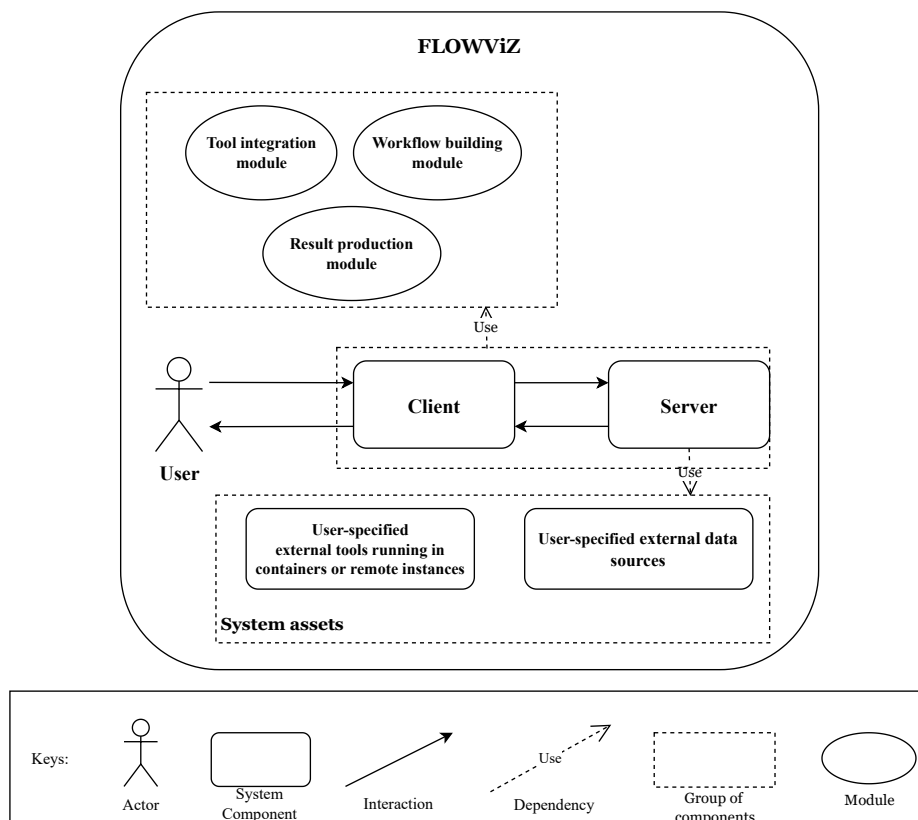 FLOWViZ
Tool integration
module
Workflow building
module
Result production
module
Use
Client
Server
User
Use
User-specified
external tools running in
containers or remote instances
User-specified external data
sources
System assets
Keys:
Use
Actor
System
Component
Interaction
Dependency
Group of
components
Module